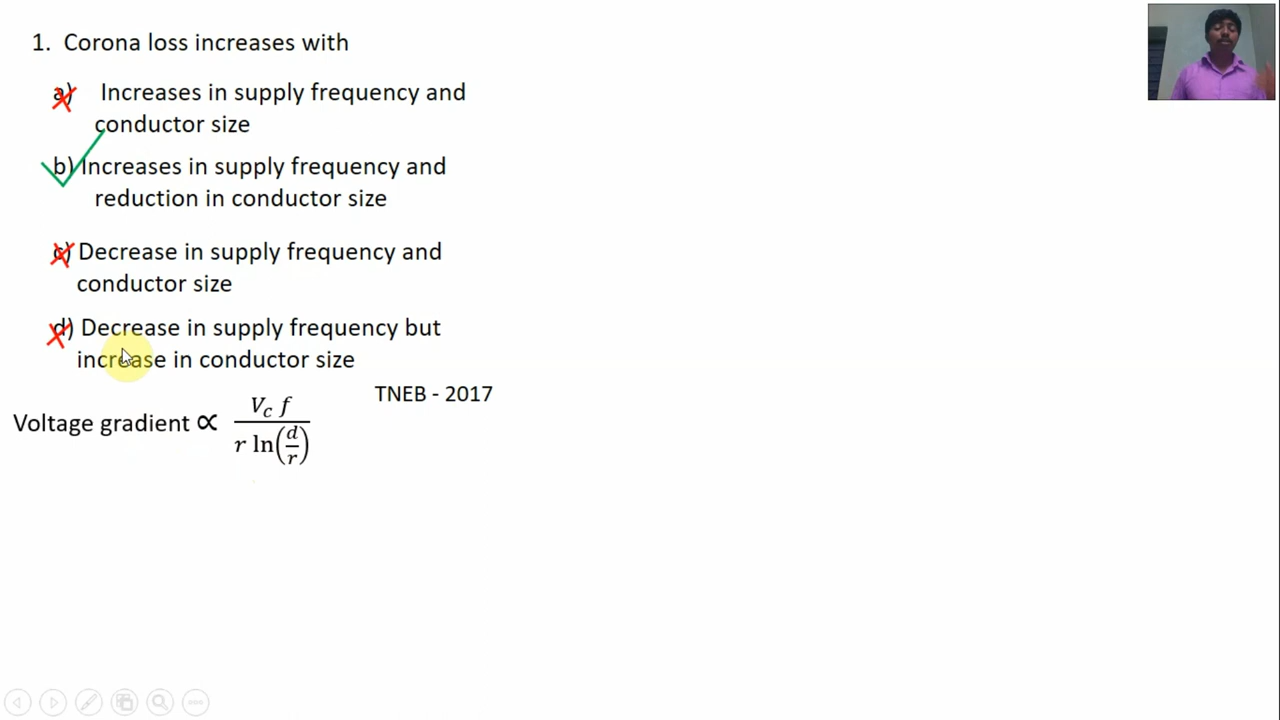 1. Corona loss increases with
a) Increases in supply frequency and
conductor size
b) Increases in supply frequency and
reduction in conductor size
c) Decrease in supply frequency and
conductor size
d) Decrease in supply frequency but
increase in conductor size
TNEB - 2017
Voltage gradient ∝ V_c f / r ln(d/r)